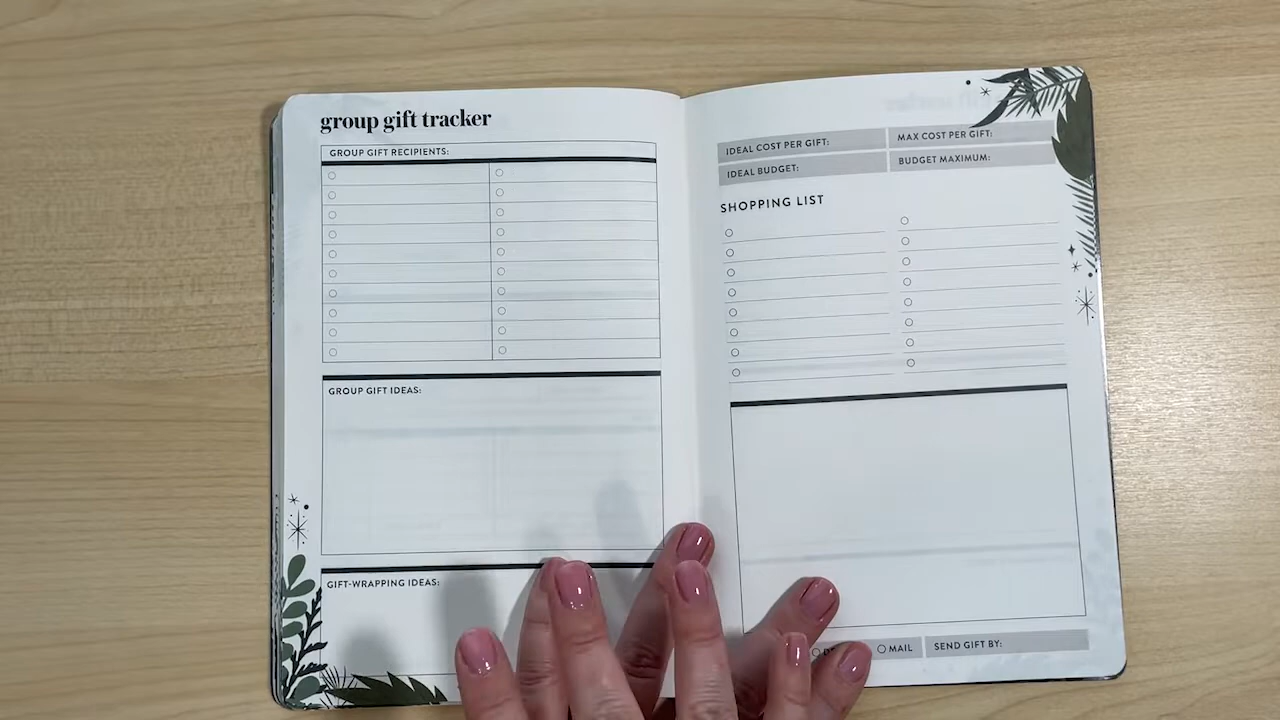 group gift tracker
GROUP GIFT RECIPIENTS:
GROUP GIFT IDEAS:
GIFT-WRAPPING IDEAS:
IDEAL COST PER GIFT:
MAX COST PER GIFT:
IDEAL BUDGET:
BUDGET MAXIMUM:
SHOPPING LIST
MAIL
SEND GIFT BY: